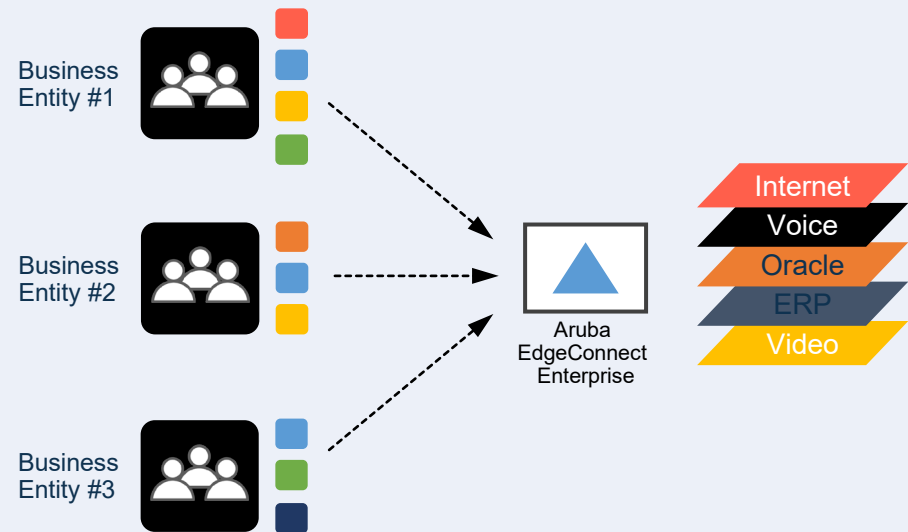 Business
Entity #1
Business
Entity #2
Business
Entity #3
Aruba
EdgeConnect
Enterprise
Internet
Voice
Oracle
ERP
Video